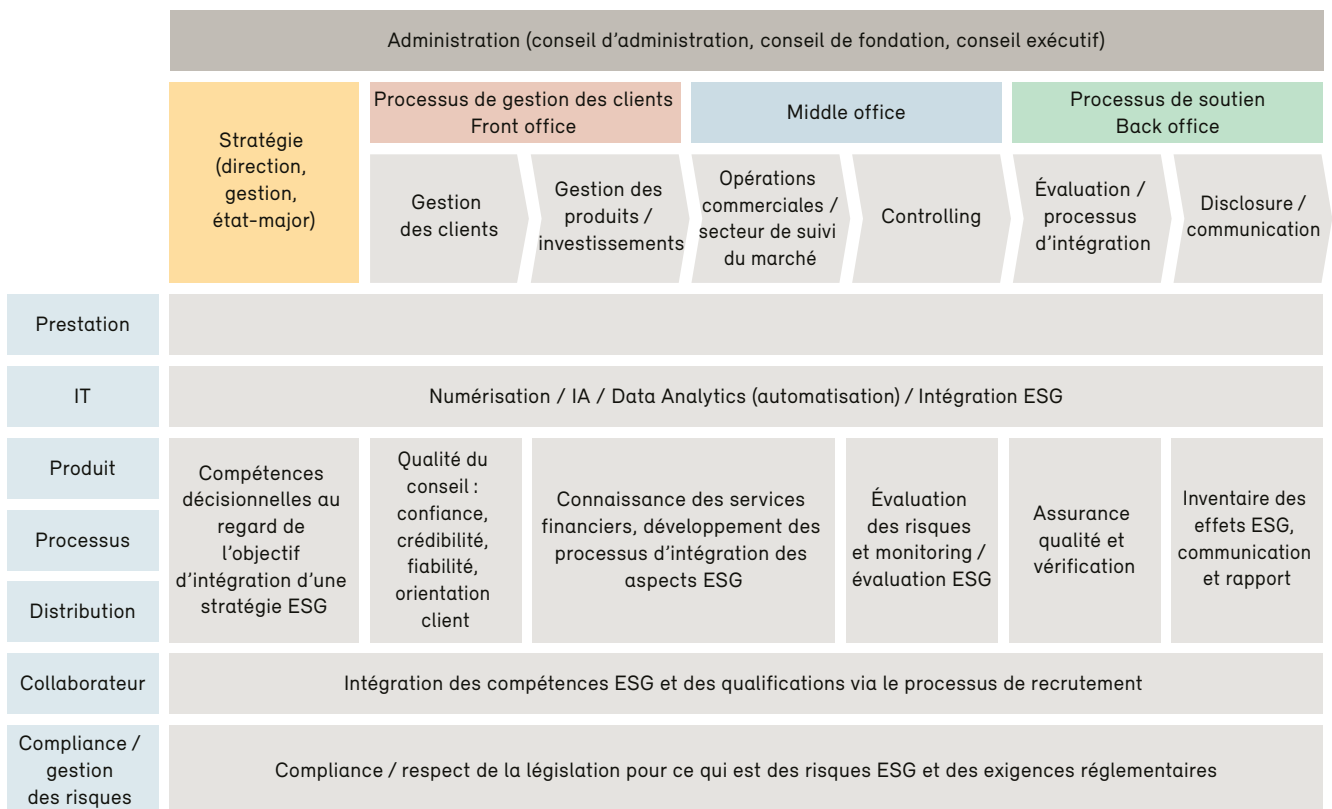 Administration (conseil d'administration, conseil de fondation, conseil exécutif)
Stratégie
(direction,
gestion,
état-major)
Processus de gestion des clients
Front office
Middle office
Processus de soutien
Back office
Gestion
des clients
Gestion des
produits /
investissements
Opérations
commerciales /
secteur de suivi
du marché
Controlling
Évaluation /
processus
d'intégration
Disclosure /
communication
Prestation
IT
Numérisation / IA / Data Analytics (automatisation) / Intégration ESG
Produit
Processus
Distribution
Compétences
décisionnelles au
regard de
l'objectif
d'intégration d'une
stratégie ESG
Qualité du
conseil :
confiance,
crédibilité,
fiabilité,
orientation
client
Connaissance des services
financiers, développement des
processus d'intégration des
aspects ESG
Évaluation
des risques
et monitoring /
évaluation ESG
Assurance
qualité et
vérification
Inventaire des
effets ESG,
communication
et rapport
Collaborateur
Intégration des compétences ESG et des qualifications via le processus de recrutement
Compliance /
gestion
des risques
Compliance / respect de la législation pour ce qui est des risques ESG et des exigences réglementaires